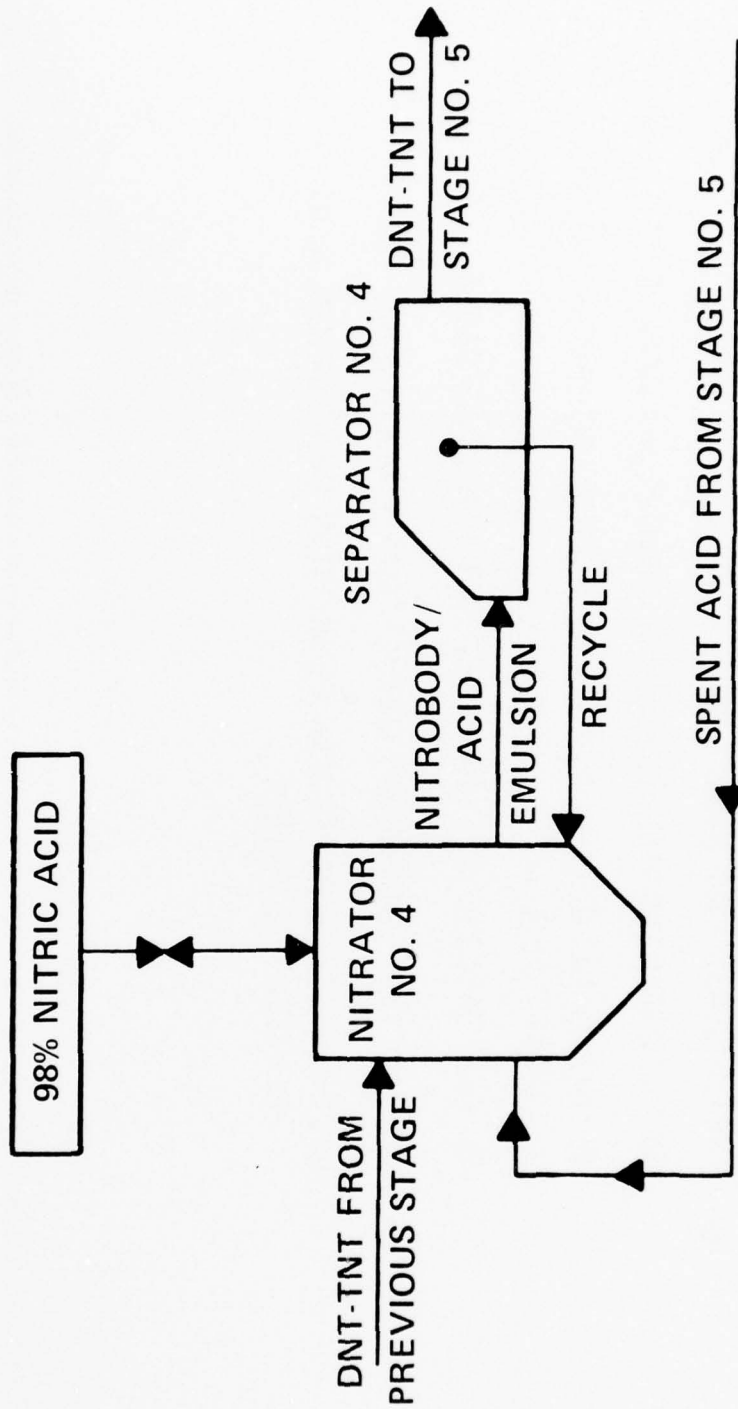 98% NITRIC ACID
DNT-TNT FROM
PREVIOUS STAGE
NITRATOR
NO. 4
NITROBODY/
ACID
EMULSION
RECYCLE
SEPARATOR NO. 4
DNT-TNT TO
STAGE NO. 5
SPENT ACID FROM STAGE NO. 5